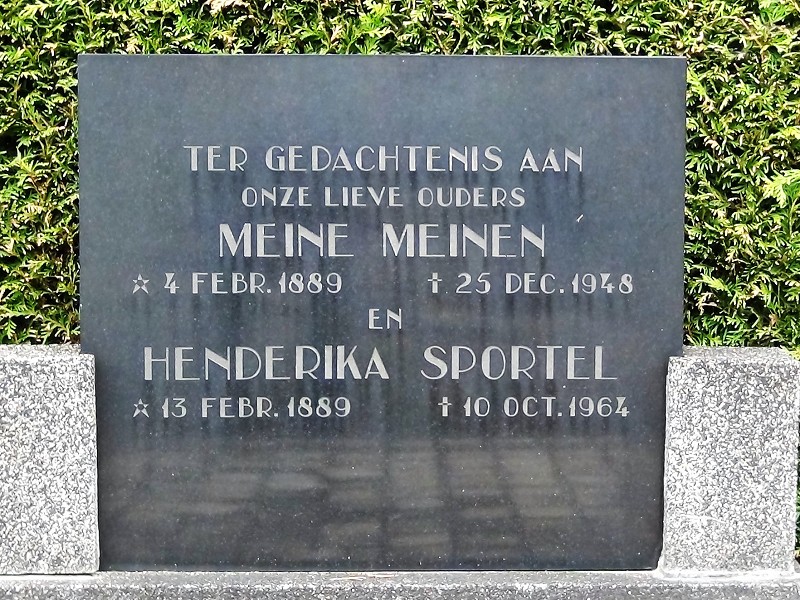 TER GEDACHTENIS AAN
ONZE LIEVE OUDERS
MEINE MEINEN
☆ 4 FEBR. 1889 † 25 DEC. 1948
EN
HENDERIKA SPORTEL
☆ 13 FEBR. 1889 † 10 OCT. 1964